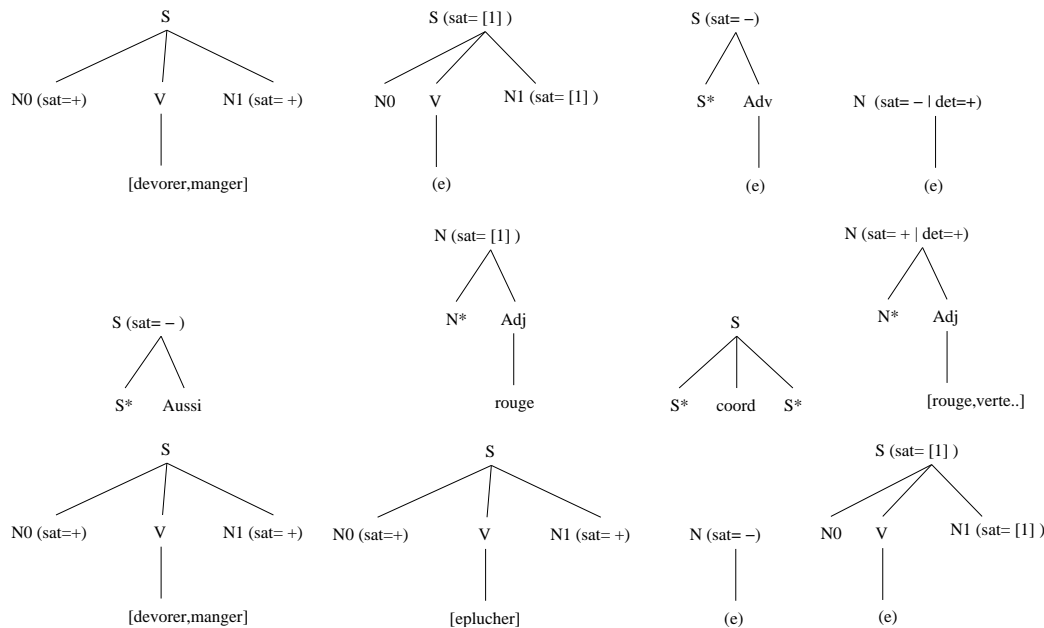 S
S (sat= [1] )
S (sat= −)
N0 (sat=+)
V
N1 (sat= +)
N0
V
N1 (sat= [1] )
S*
Adv
N (sat= − | det=+)
[devorer,manger]
(e)
(e)
(e)
N (sat= [1] )
N (sat= + | det=+)
S (sat= − )
N*
Adj
S
N*
Adj
S*
Aussi
rouge
S*
coord
S*
[rouge,verte..]
S
S
S (sat= [1] )
N0 (sat=+)
V
N1 (sat= +)
N0 (sat=+)
V
N1 (sat= +)
N (sat= −)
N0
V
N1 (sat= [1] )
[devorer,manger]
[eplucher]
(e)
(e)